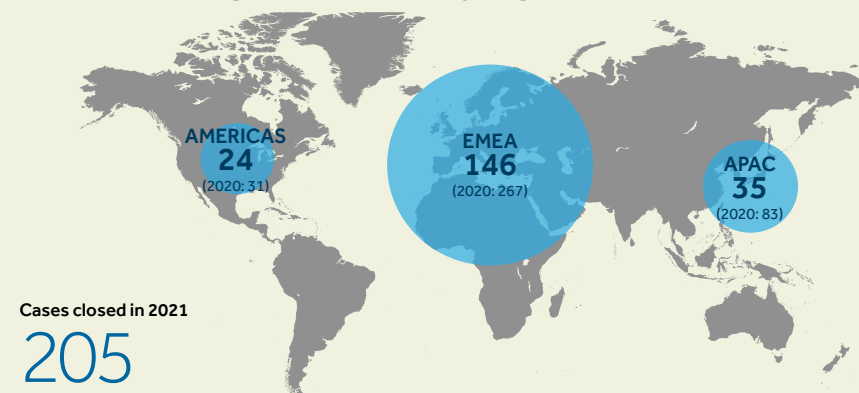 AMERICAS
24
(2020: 31)
EMEA
146
(2020: 267)
APAC
35
(2020: 83)
Cases closed in 2021
205